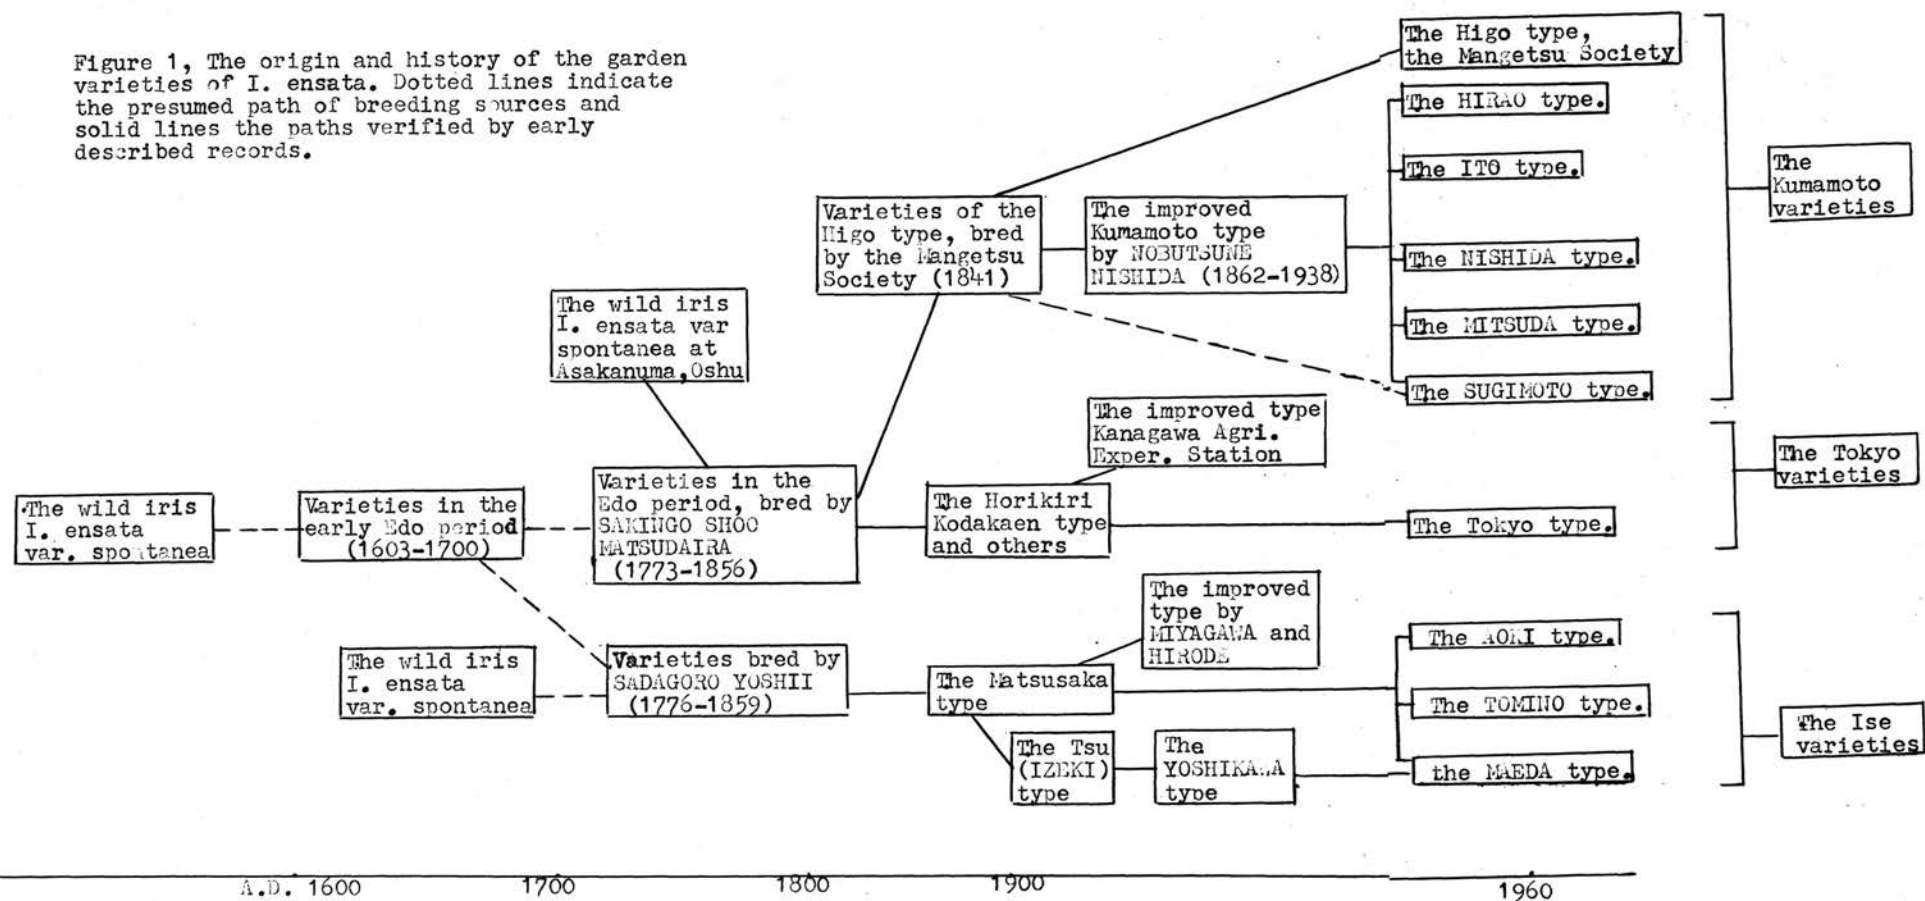 Figure 1, The origin and history of the garden
varieties of I. ensata. Dotted lines indicate
the presumed path of breeding sources and
solid lines the paths verified by early
described records.
The wild iris
I. ensata
var. spontanea
Varieties in the
early Edo period
(1603-1700)
The wild iris
I. ensata var
spontanea at
Asakanuma,Oshu
Varieties in the
Edo period, bred by
SAKINGO SHOO
MATSUDAIRA
(1773-1856)
The wild iris
I. ensata
var. spontanea
Varieties bred by
SADAGORO YOSHII
(1776-1859)
Varieties of the
Higo type, bred
by the Mangetsu
Society (1841)
The improved
Kumamoto type
by NOBUTSUNE
NISHIDA (1862-1938)
The improved type
Kanagawa Agri.
Exper. Station
The Horikiri
Kodakaen type
and others
The improved
type by
MIYAGAWA and
HIRODE
The Matsusaka
type
The Tsu
(IZEKI)
type
The
YOSHIKAWA
type
The Higo type,
the Mangetsu Society
The HIRAO type.
The ITO type.
The NISHIDA type.
The MITSUDA type.
The SUGIMOTO type.
The Tokyo type.
The AOKI type.
The TOMINO type.
the MAEDA type.
The
Kumamoto
varieties
The Tokyo
varieties
The Ise
varieties
A.D. 1600
1700
1800
1900
1960